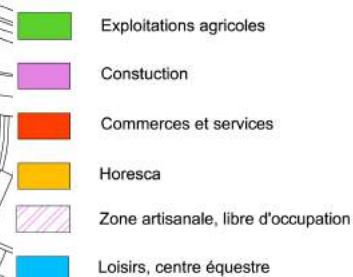 Exploitations agricoles
Constuction
Commerces et services
Horesca
Zone artisanale, libre d'occupation
Loisirs, centre équestre